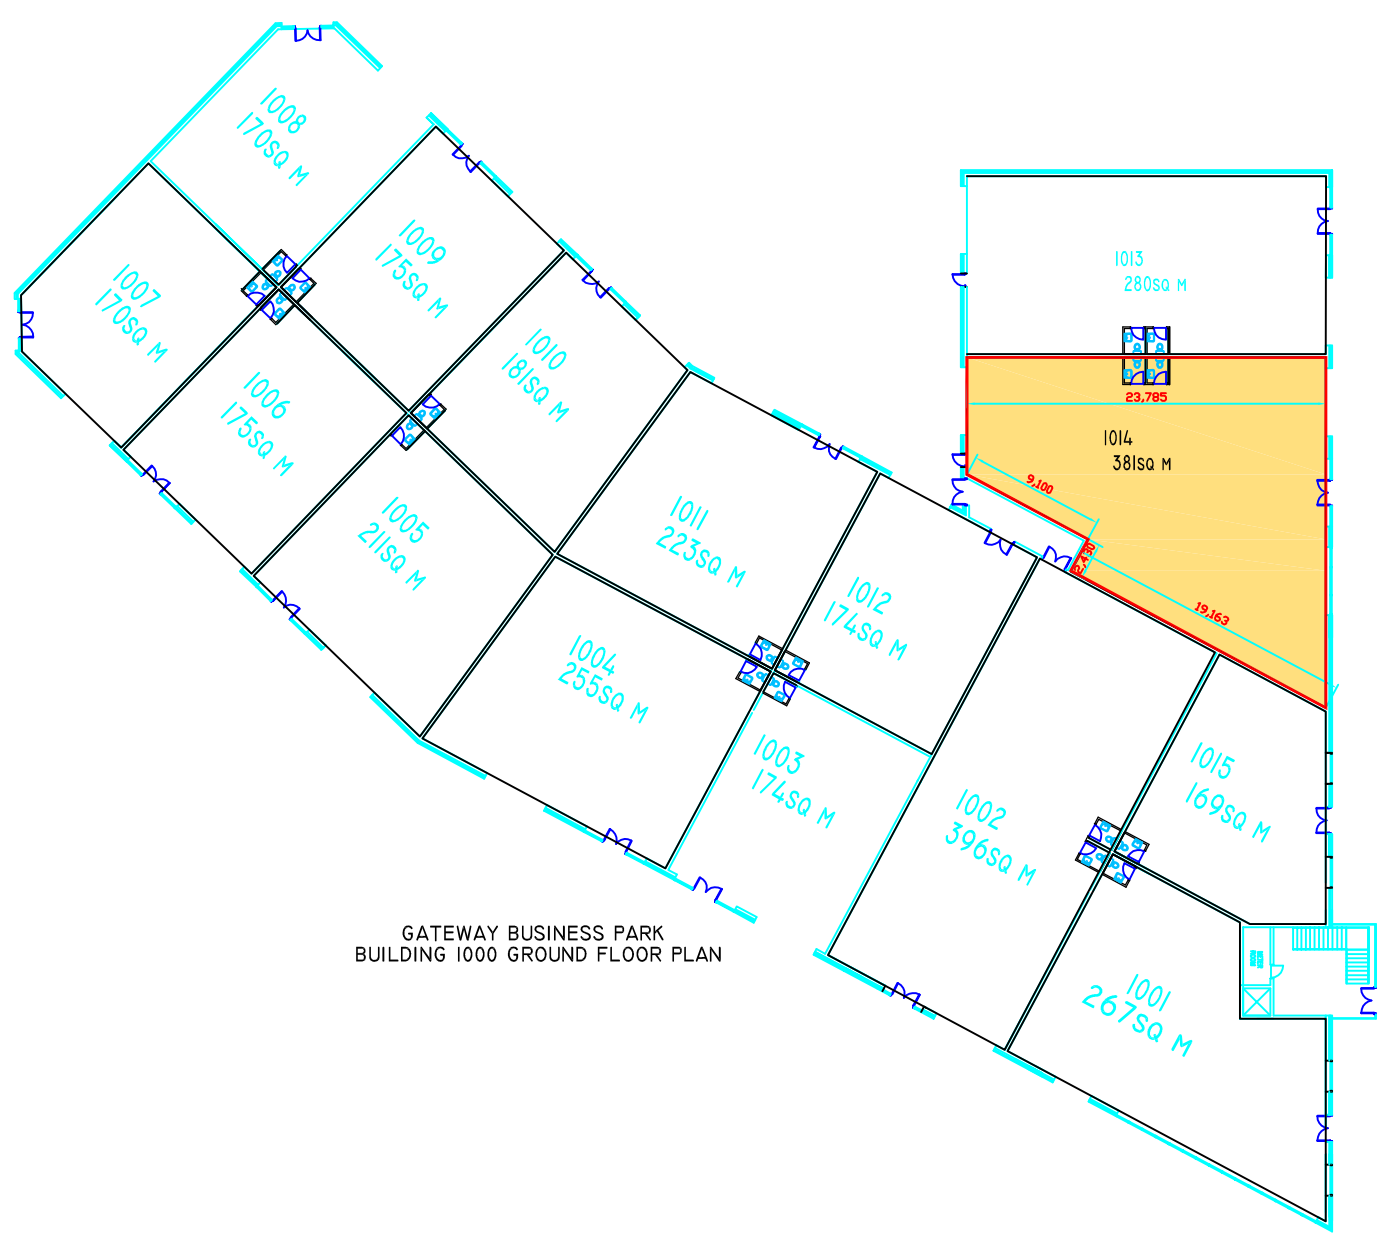 1008
170SQ M
1009
175SQ M
1007
170SQ M
1010
181SQ M
1006
175SQ M
1013
280SQ M
23,785
1014
381SQ M
9,100
2,430
19,163
1005
211SQ M
1011
223SQ M
1012
174SQ M
1004
255SQ M
1003
174SQ M
1002
396SQ M
1015
169SQ M
1001
267SQ M
GATEWAY BUSINESS PARK
BUILDING 1000 GROUND FLOOR PLAN